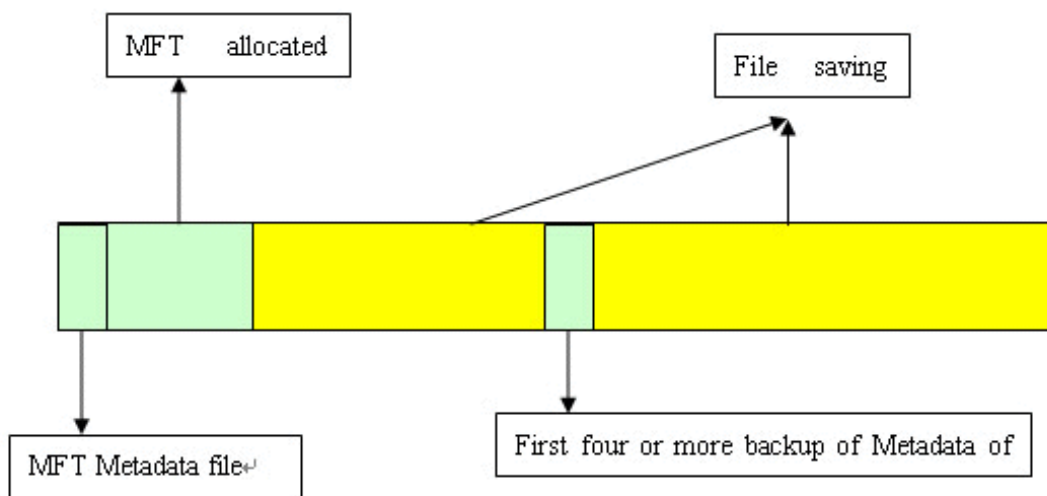 MFT allocated
File saving
MFT Metadata file↵
First four or more backup of Metadata of